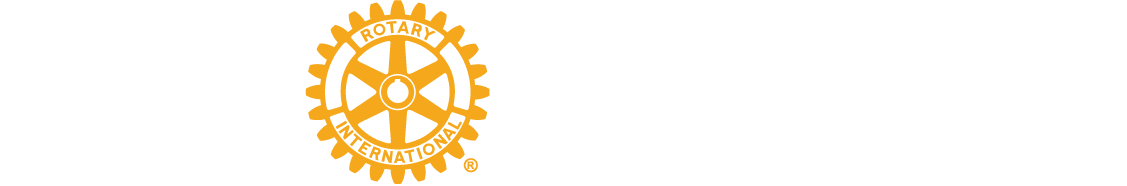 ROTARY
INTERNATIONAL
®